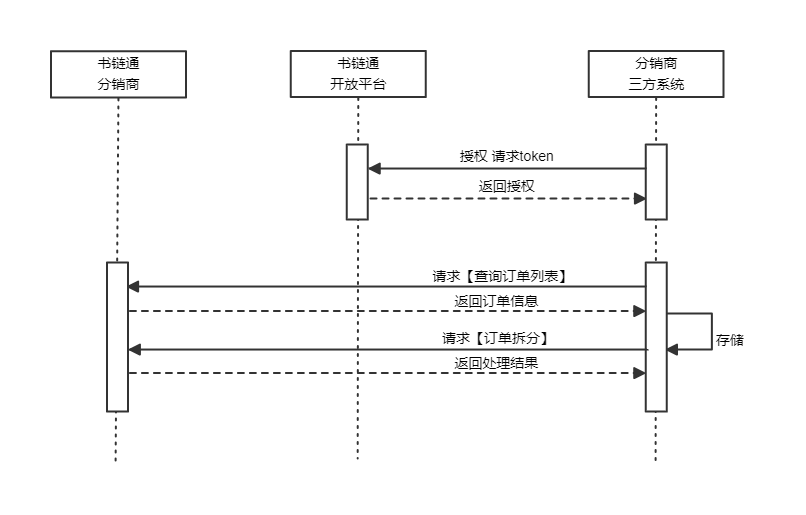 书链通
分销商
书链通
开放平台
分销商
三方系统
授权 请求token
返回授权
请求【查询订单列表】
返回订单信息
请求【订单拆分】
存储
返回处理结果